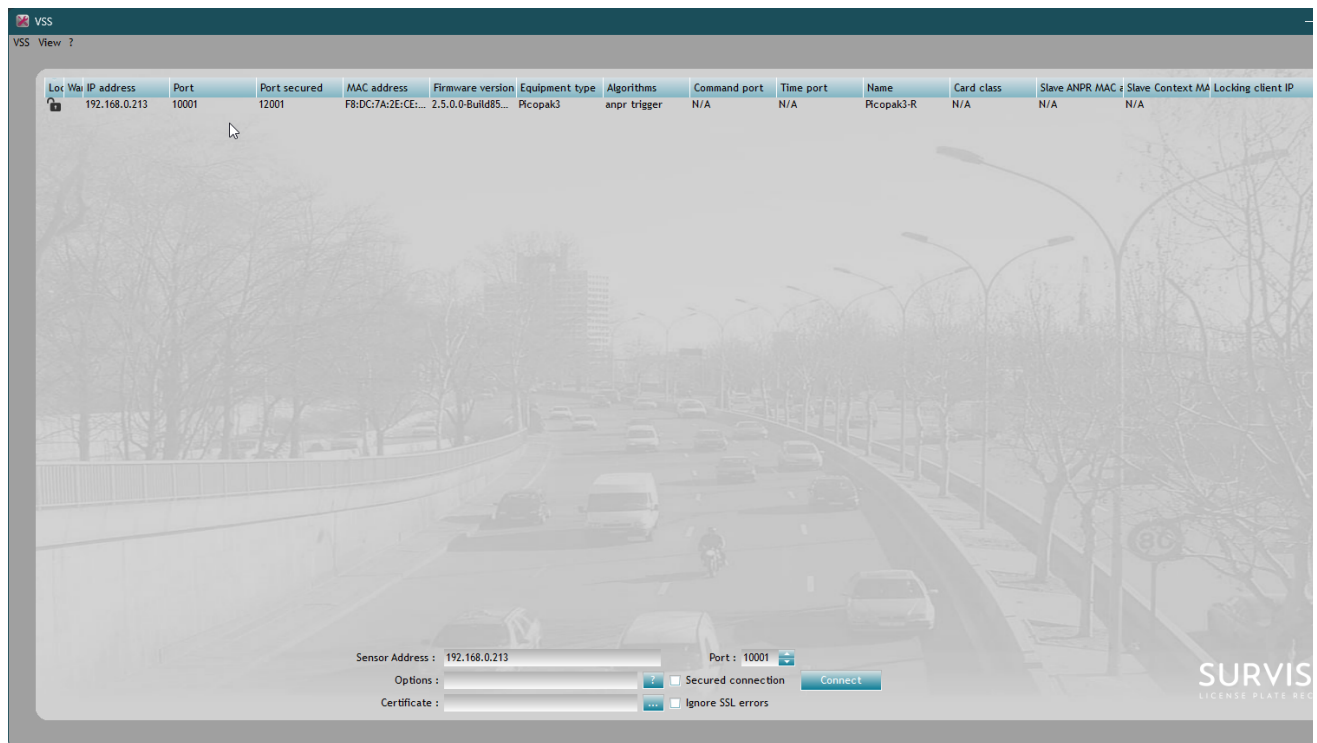 VSS
VSS View ?
Loc Wai IP address Port Port secured MAC address Firmware version Equipment type Algorithms Command port Time port Name Card class Slave ANPR MAC a Slave Context MA Locking client IP
192.168.0.213 10001 12001 F8:DC:7A:2E:CE:... 2.5.0.0-Build85... Picopak3 anpr trigger N/A N/A Picopak3-R N/A N/A N/A
Sensor Address : 192.168.0.213 Port : 10001
Options : ? Secured connection Connect
Certificate : ... Ignore SSL errors
SURVIS
LICENSE PLATE REC
80